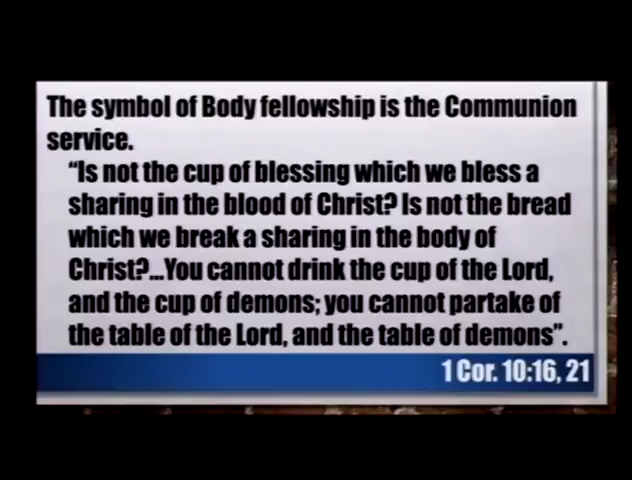 The symbol of Body fellowship is the Communion
service.
“Is not the cup of blessing which we bless a
sharing in the blood of Christ? Is not the bread
which we break a sharing in the body of
Christ?...You cannot drink the cup of the Lord,
and the cup of demons; you cannot partake of
the table of the Lord, and the table of demons”.
1 Cor. 10:16, 21